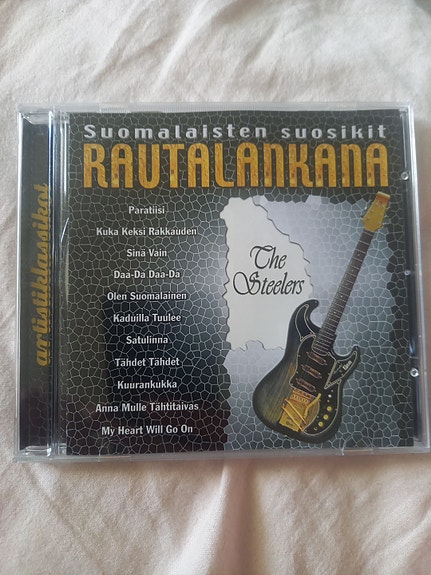 artistiklassikot
Suomalaisten suosikit
RAUTALANKANA
Paratiisi
Kuka Keksi Rakkauden
Sinä Vain
Daa-Da Daa-Da
Olen Suomalainen
Kaduilla Tuulee
Satulinna
Tähdet Tähdet
Kuurankukka
Anna Mulle Tähtitaivas
My Heart Will Go On
The
Steelers